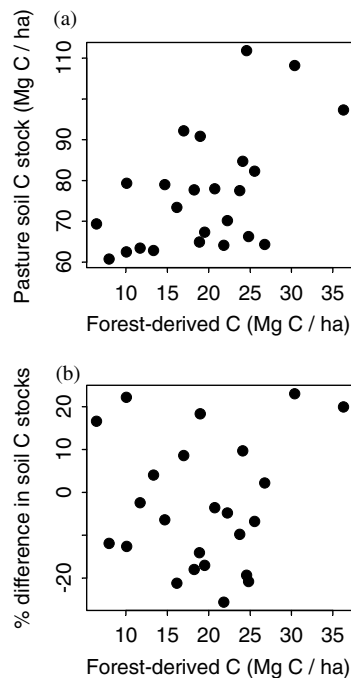 (a)
Pasture soil C stock (Mg C / ha)
110
90
80
70
60
10 15 20 25 30 35
Forest-derived C (Mg C / ha)
(b)
% difference in soil C stocks
20
0
-20
10 15 20 25 30 35
Forest-derived C (Mg C / ha)